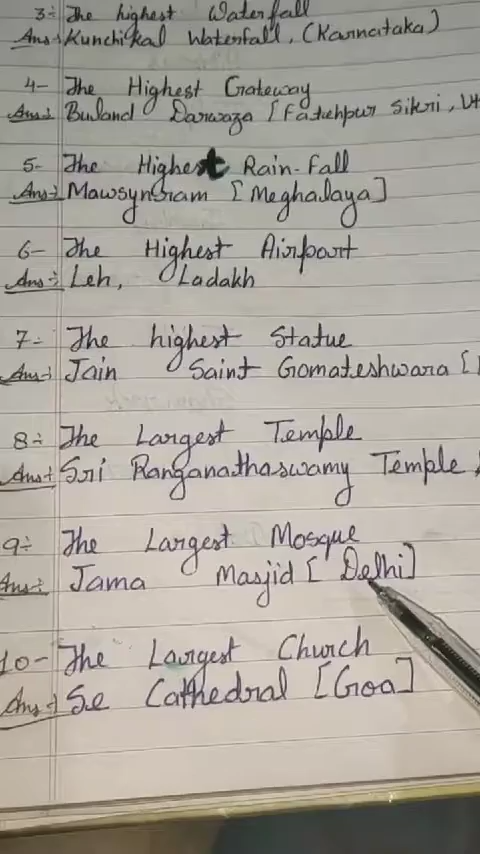 3÷ The highest Waterfall
Ans÷ Kunchikal Waterfall, (Karnataka)
4- The Highest Gateway
Ans÷ Buland Darwaza [Fatehpur Sikri,
5- The Highest Rain-Fall
Ans÷ Mawsynram [Meghalaya]
6- The Highest Airport
Ans÷ Leh, Ladakh
7÷ The highest Statue
Ans÷ Jain Saint Gomateshwara [
8÷ The Largest Temple
Ans÷ Sri Ranganathaswamy Temple
9÷ The Largest Mosque
Ans÷ Jama Masjid [Delhi]
10- The Largest Church
Ans÷ Se Cathedral [Goa]